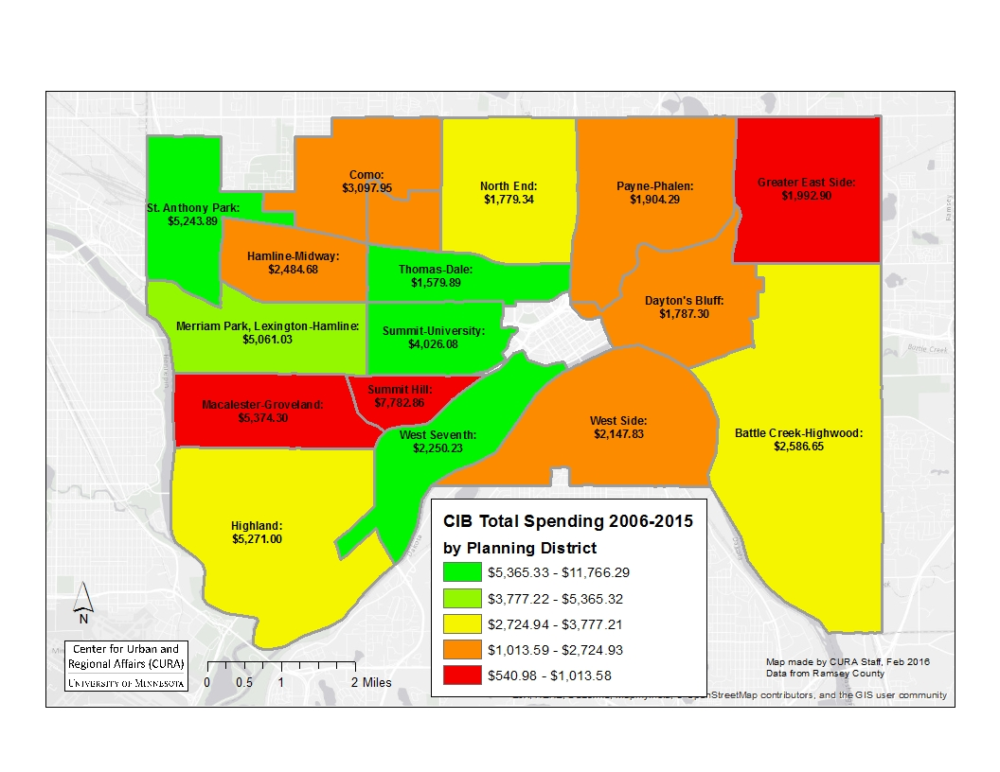 Como:
$3,097.95
North End:
$1,779.34
Payne-Phalen:
$1,904.29
Greater East Side:
$1,992.90
St. Anthony Park:
$5,243.89
Hamline-Midway:
$2,484.68
Thomas-Dale:
$1,579.89
Dayton's Bluff:
$1,787.30
Merriam Park, Lexington-Hamline:
$5,061.03
Summit-University:
$4,026.08
Macalester-Groveland:
$5,374.30
Summit Hill:
$7,782.86
West Seventh:
$2,250.23
West Side:
$2,147.83
Battle Creek-Highwood:
$2,586.65
Highland:
$5,271.00
Ramsey
Battle Creek
CIB Total Spending 2006-2015
by Planning District
$5,365.33 - $11,766.29
$3,777.22 - $5,365.32
$2,724.94 - $3,777.21
$1,013.59 - $2,724.93
$540.98 - $1,013.58
N
Center for Urban and
Regional Affairs (CURA)
University of Minnesota
0 0.5 1 2 Miles
Map made by CURA Staff, Feb 2016
Data from Ramsey County
contributors, and the GIS user community